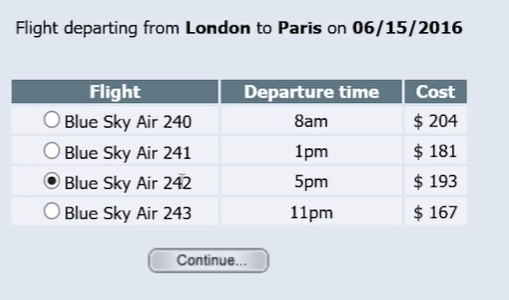 Flight departing from London to Paris on 06/15/2016
Flight Departure time Cost
Blue Sky Air 240 8am $ 204
Blue Sky Air 241 1pm $ 181
Blue Sky Air 242 5pm $ 193
Blue Sky Air 243 11pm $ 167
Continue...